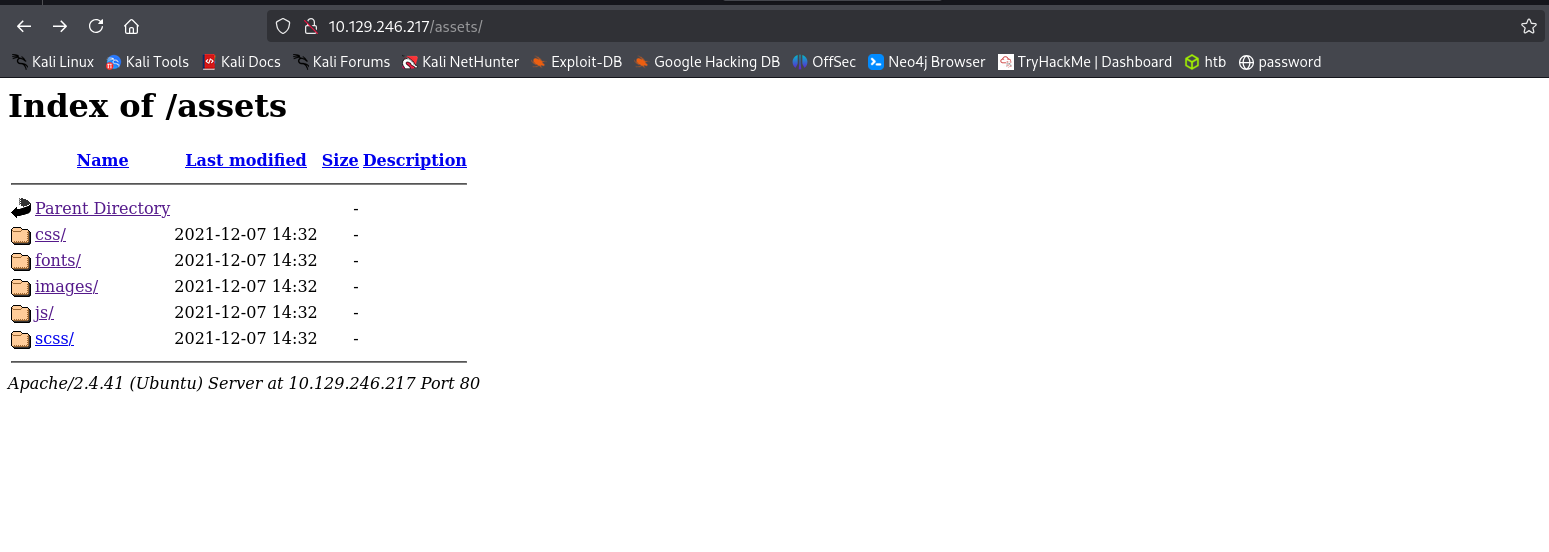 10.129.246.217/assets/
Kali Linux Kali Tools Kali Docs Kali Forums Kali NetHunter Exploit-DB Google Hacking DB OffSec Neo4j Browser TryHackMe | Dashboard htb password
Index of /assets
Name Last modified Size Description
Parent Directory -
css/ 2021-12-07 14:32 -
fonts/ 2021-12-07 14:32 -
images/ 2021-12-07 14:32 -
js/ 2021-12-07 14:32 -
scss/ 2021-12-07 14:32 -
Apache/2.4.41 (Ubuntu) Server at 10.129.246.217 Port 80